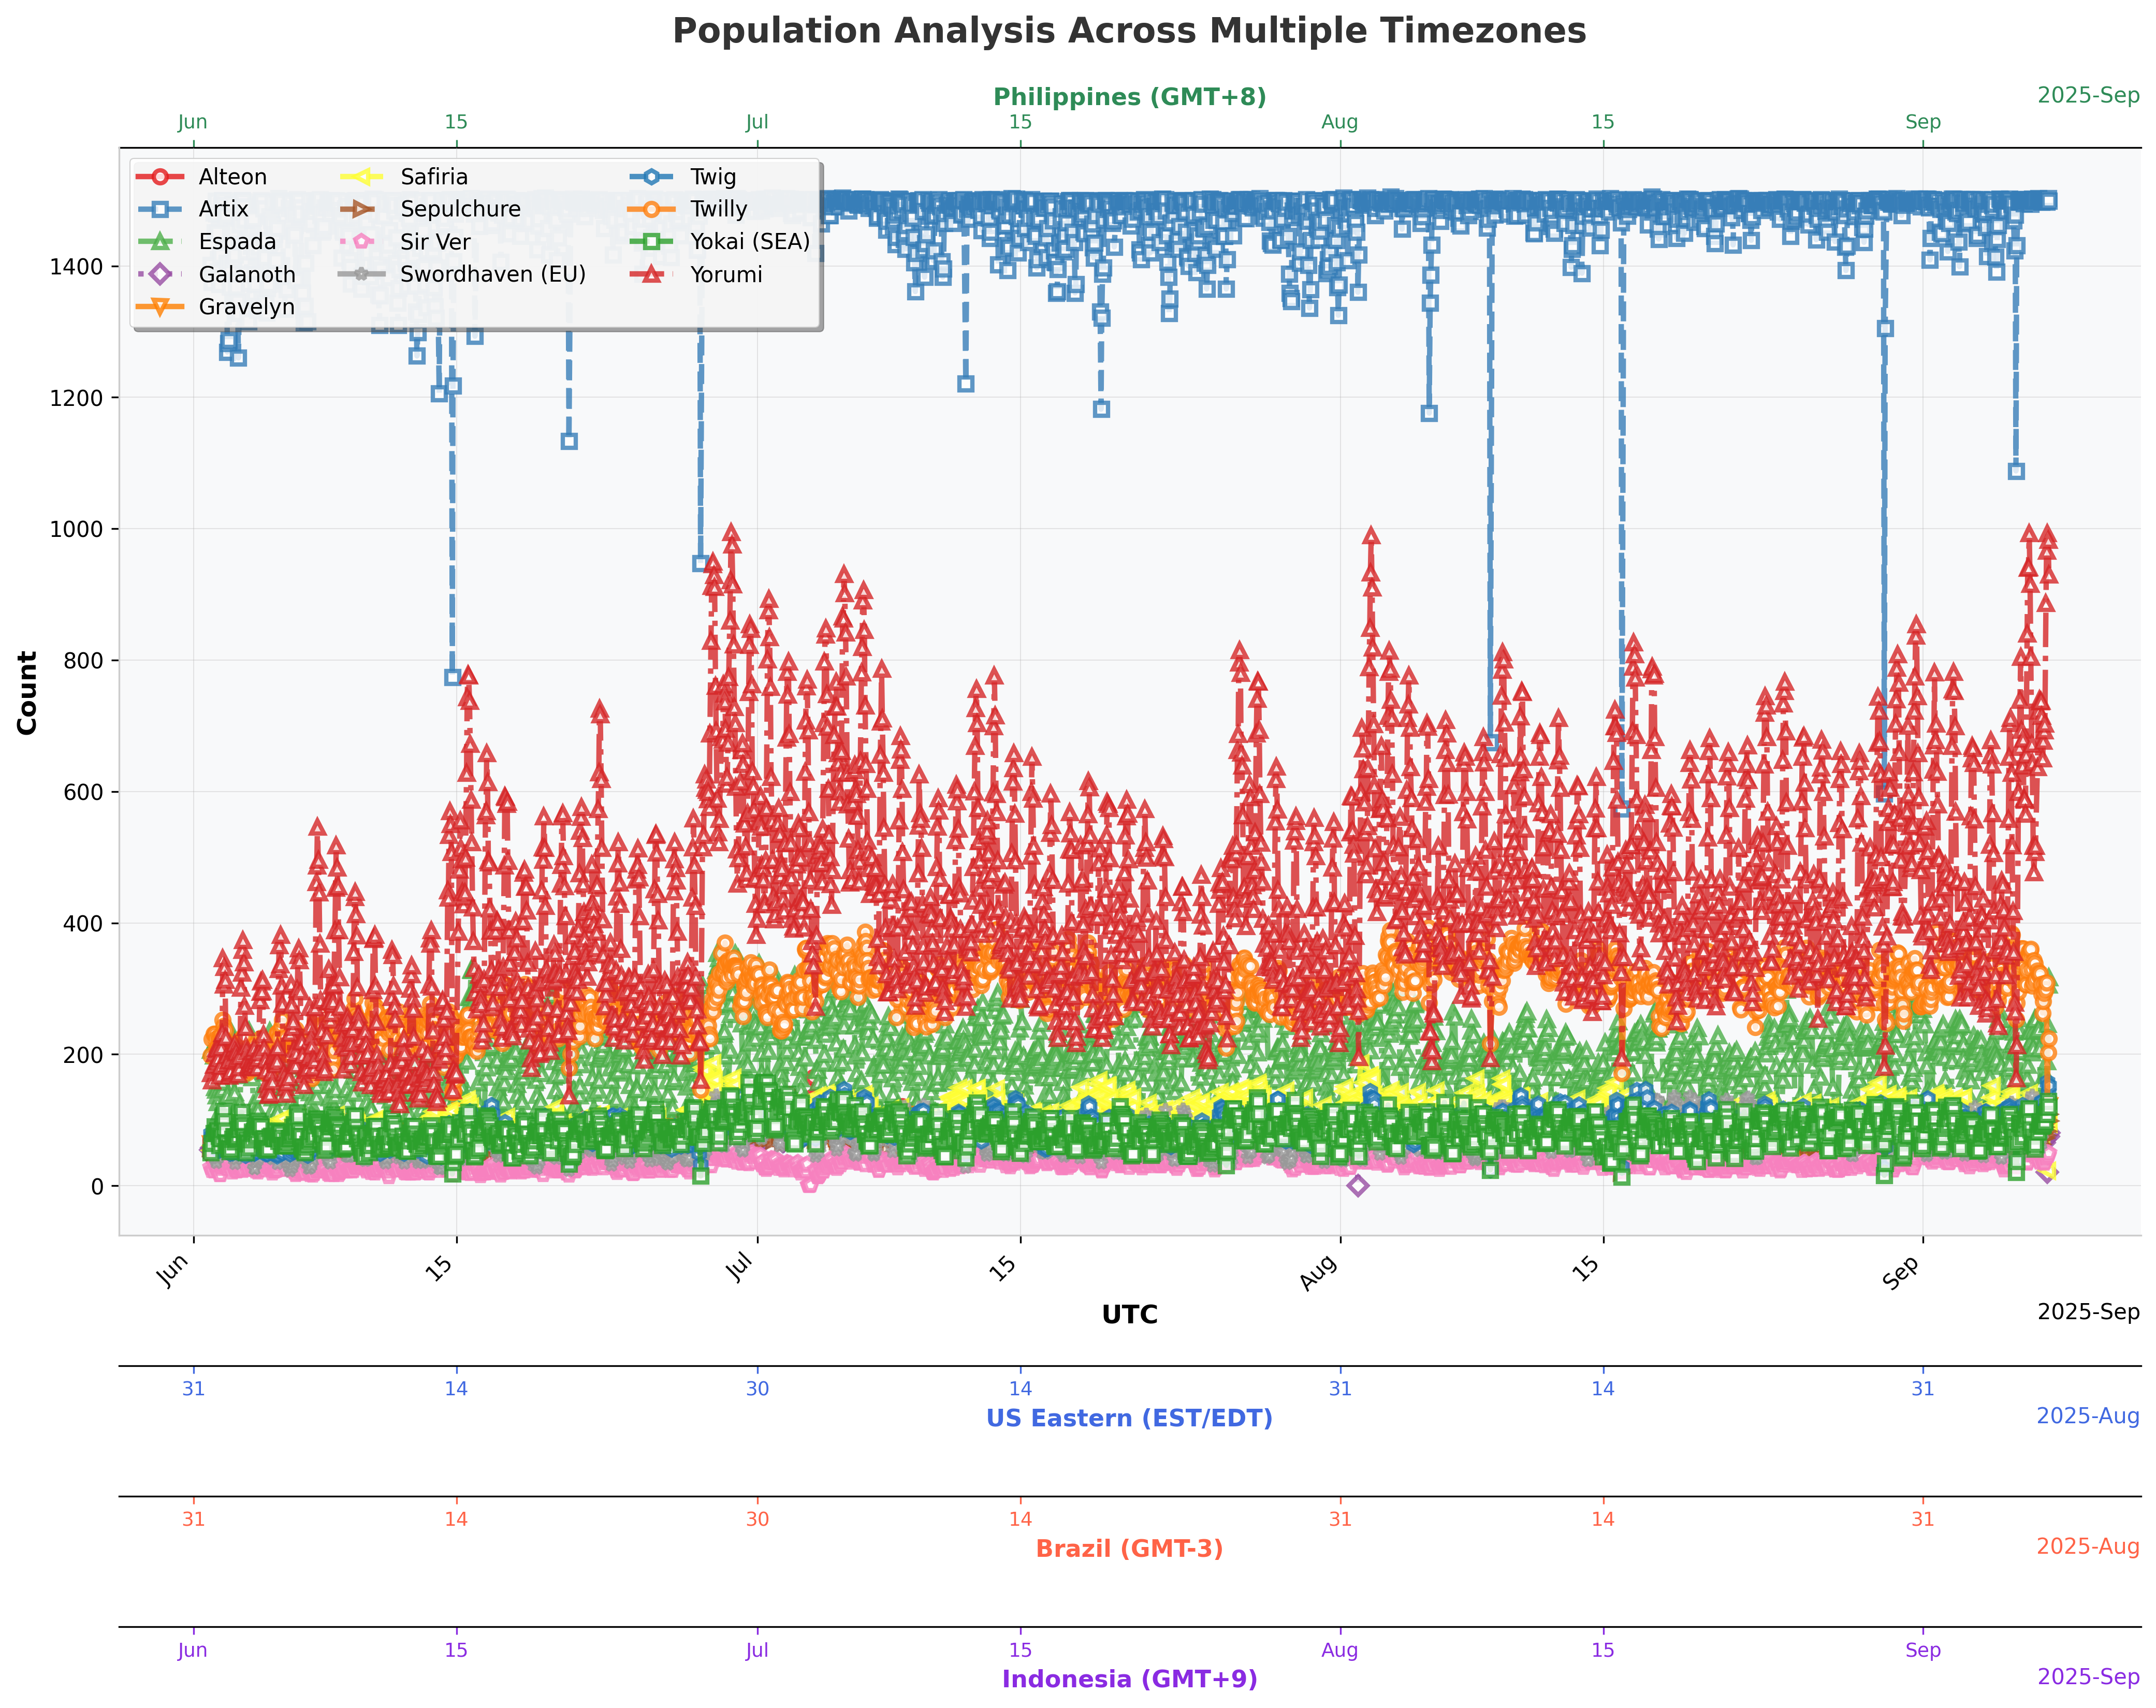 Population Analysis Across Multiple Timezones
Philippines (GMT+8)
2025-Sep
Jun 15 Jul 15 Aug 15 Sep
Alteon
Artix
Espada
Galanoth
Gravelyn
Safiria
Sepulchure
Sir Ver
Swordhaven (EU)
Twig
Twilly
Yokai (SEA)
Yorumi
Count
1400
1200
1000
800
600
400
200
0
Jun 15 Jul 15 Aug 15 Sep
UTC
2025-Sep
31 14 30 14 31 14 31
US Eastern (EST/EDT)
2025-Aug
31 14 30 14 31 14 31
Brazil (GMT-3)
2025-Aug
Jun 15 Jul 15 Aug 15 Sep
Indonesia (GMT+9)
2025-Sep